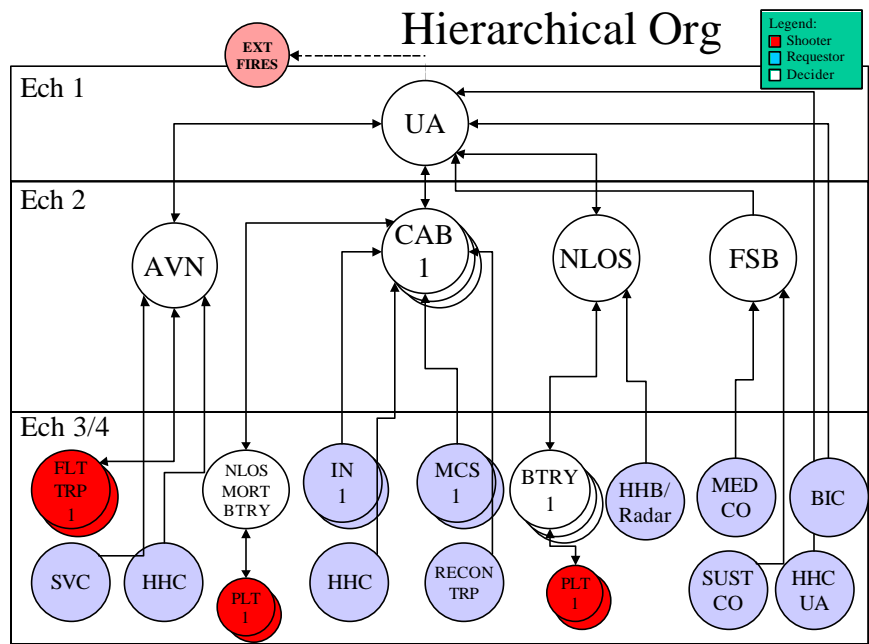 Hierarchical Org
Legend:
Shooter
Requestor
Decider
EXT
FIRES
Ech 1
UA
Ech 2
AVN
CAB
1
NLOS
FSB
Ech 3/4
FLT
TRP
1
NLOS
MORT
BTRY
IN
1
MCS
1
BTRY
1
HHB/
Radar
MED
CO
BIC
SVC
HHC
PLT
1
HHC
RECON
TRP
PLT
1
SUST
CO
HHC
UA